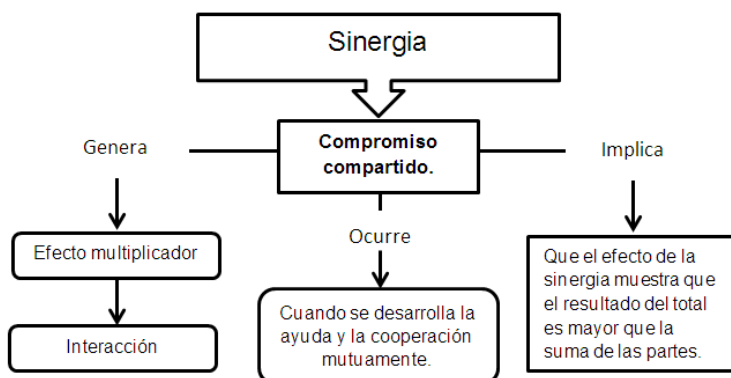 Sinergia
Compromiso
compartido.
Genera
Implica
Ocurre
Efecto multiplicador
Interacción
Cuando se desarrolla la
ayuda y la cooperación
mutuamente.
Que el efecto de la
sinergia muestra que
el resultado del total
es mayor que la
suma de las partes.